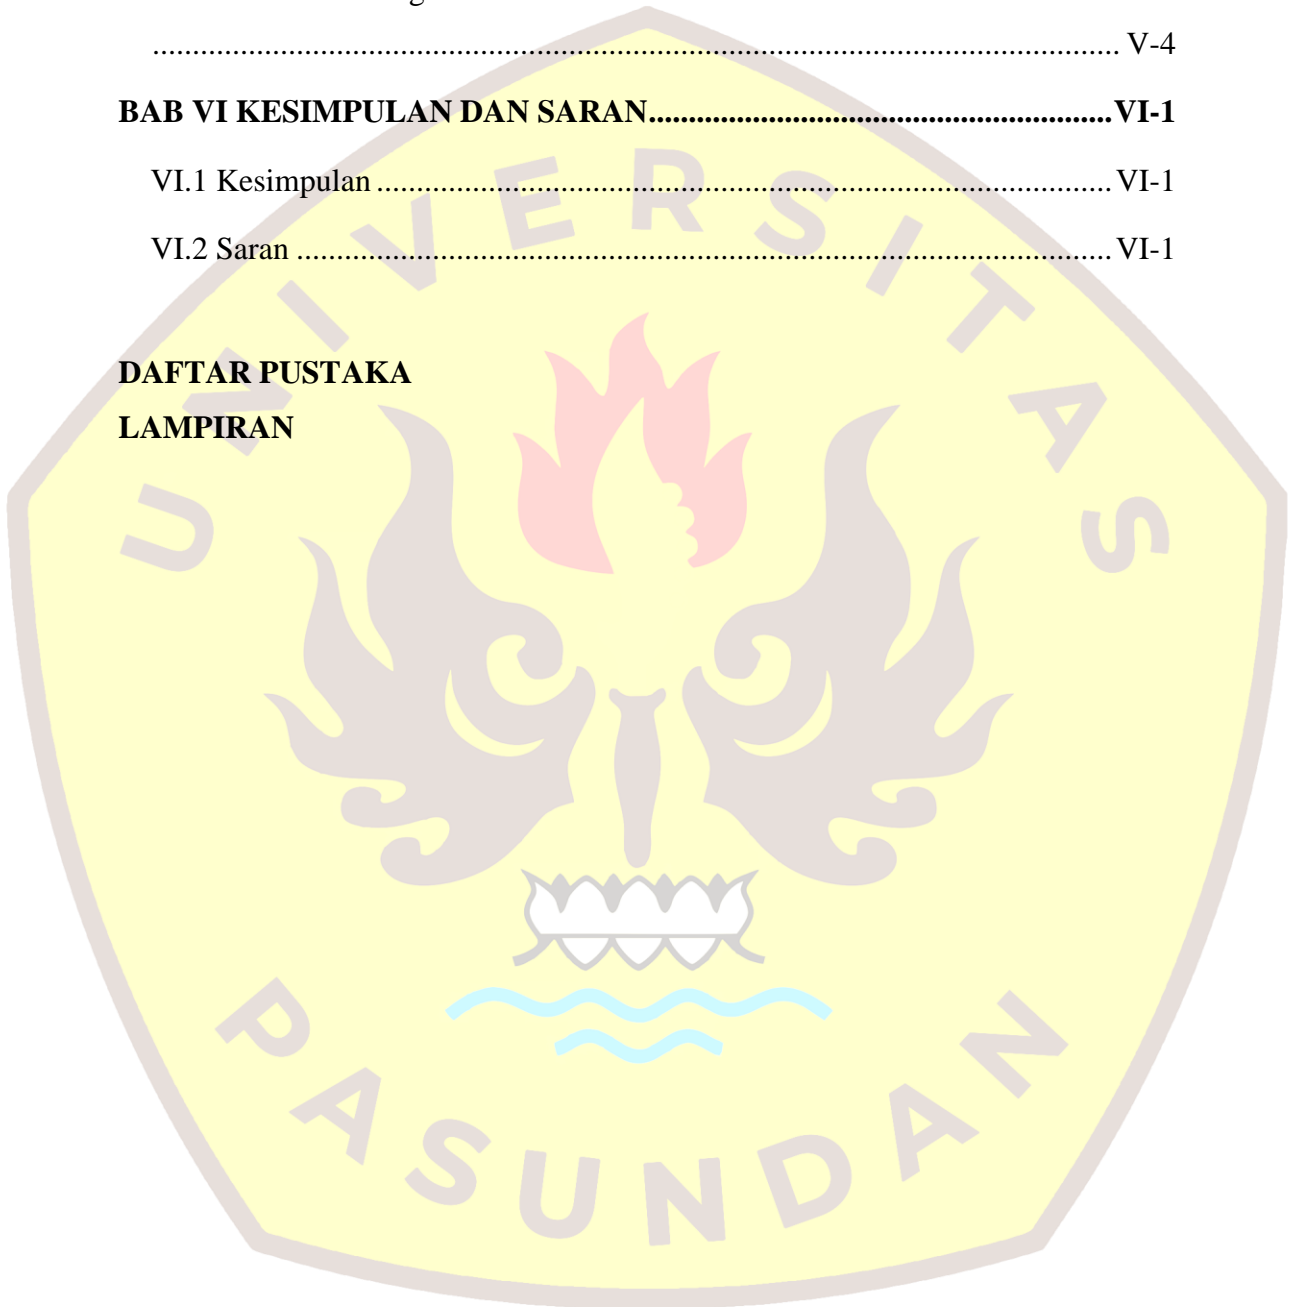 ........................................................................................................................ V-4
BAB VI KESIMPULAN DAN SARAN..........................................................VI-1
VI.1 Kesimpulan ............................................................................................ VI-1
VI.2 Saran ...................................................................................................... VI-1
DAFTAR PUSTAKA
LAMPIRAN
UNIVERSITAS
PASUNDAN